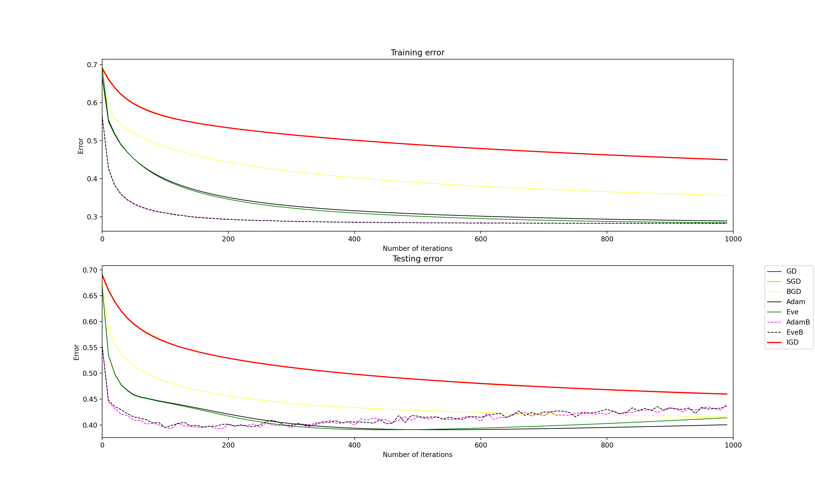 Training error
0.7
0.6
0.5
0.4
0.3
Error
0 200 400 600 800 1000
Number of ictrations
Testing error
0.70
0.65
0.60
0.55
0.50
0.45
0.40
Error
0 200 400 600 800 1000
Number of ictrations
GD
SGD
BGD
Adam
Eve
AdamB
EveB
IGD